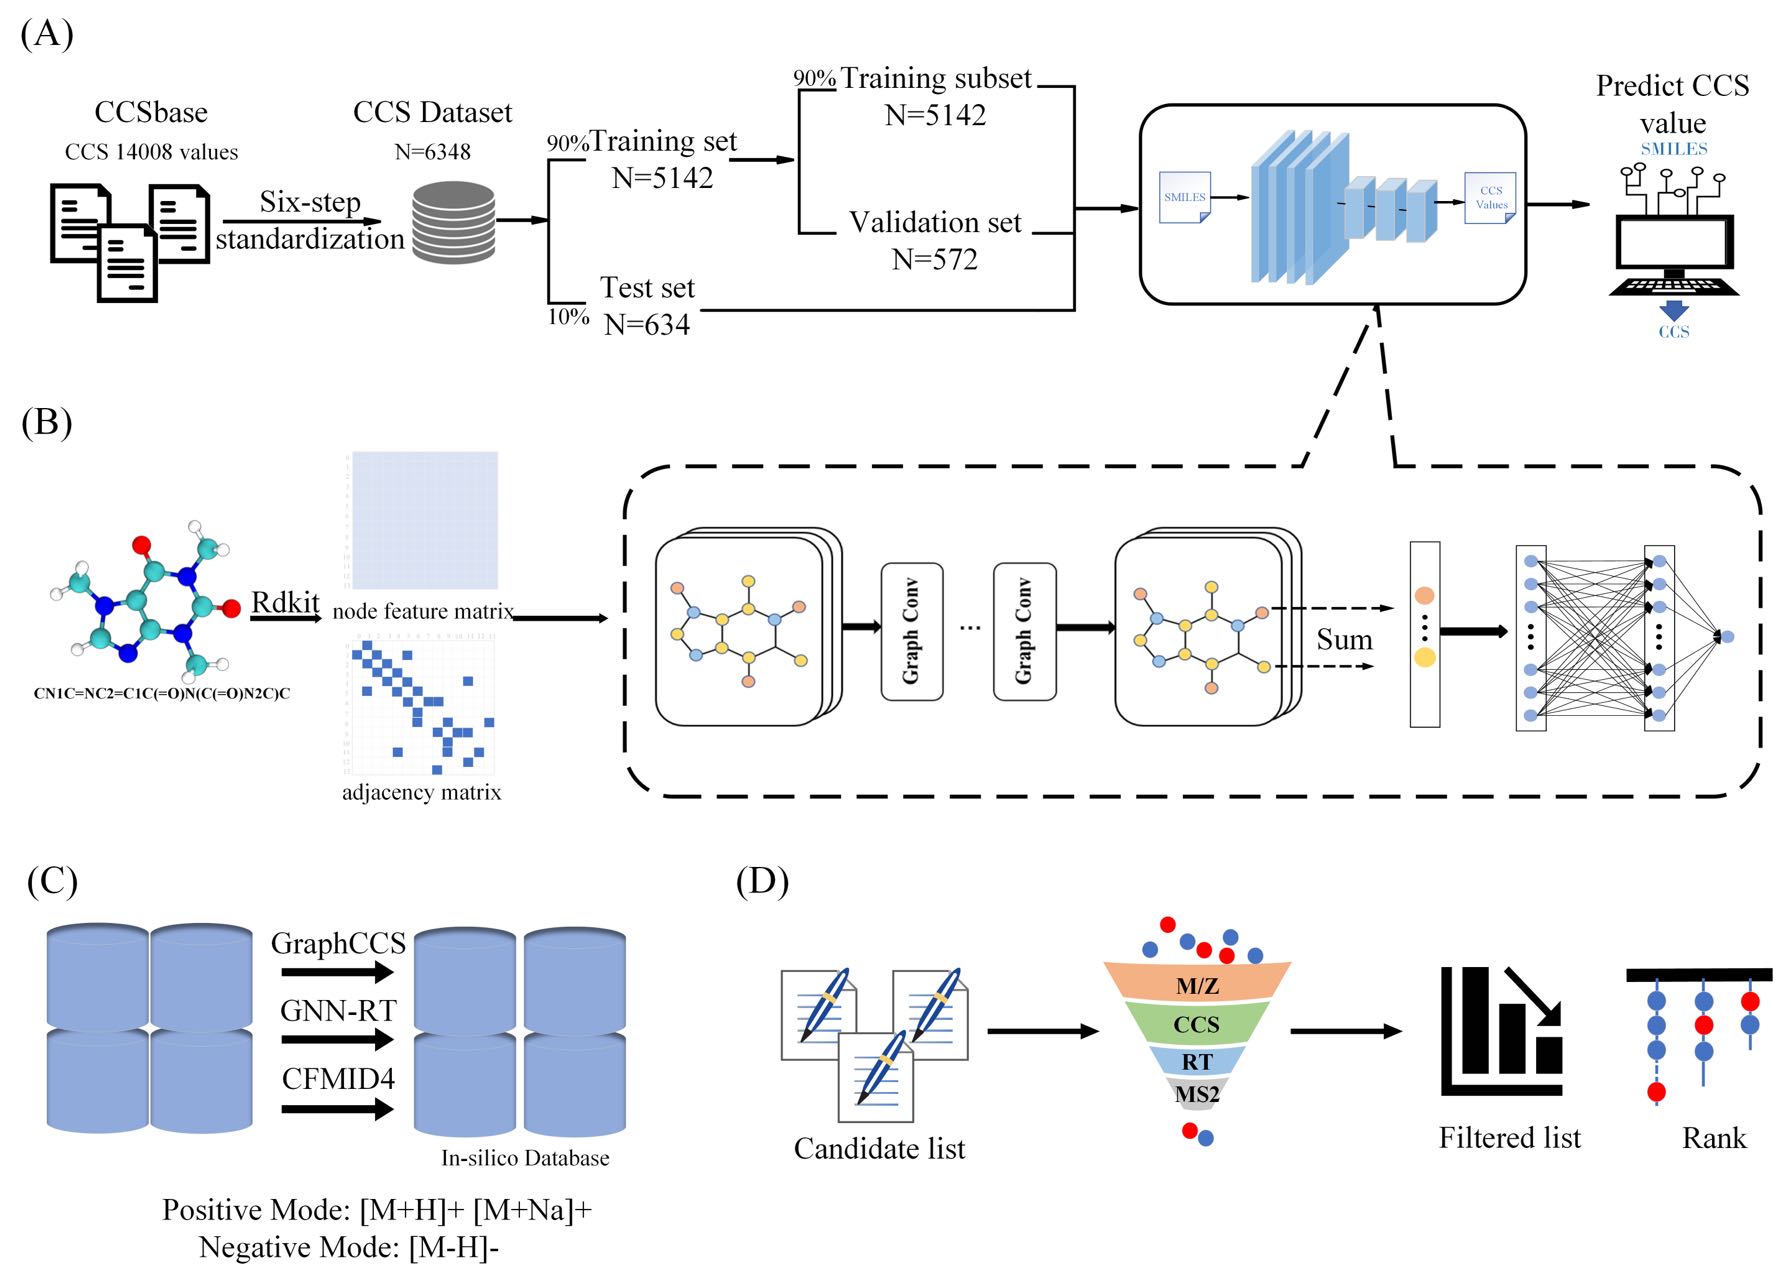 (A)
CCSbase
CCS 14008 values
Six-step
standardization
CCS Dataset
N=6348
90%
Training set
N=5142
10%
Test set
N=634
90%
Training subset
N=5142
Validation set
N=572
SMILES
CCS
Values
Predict CCS
value
SMILES
CCS
(B)
CN1C=NC2=C1C(=O)N(C(=O)N2C)C
Rdkit
node feature matrix
adjacency matrix
Graph Conv
...
Graph Conv
Sum
(C)
GraphCCS
GNN-RT
CFMID4
In-silico Database
Positive Mode: [M+H]+ [M+Na]+
Negative Mode: [M-H]-
(D)
Candidate list
M/Z
CCS
RT
MS2
Filtered list
Rank